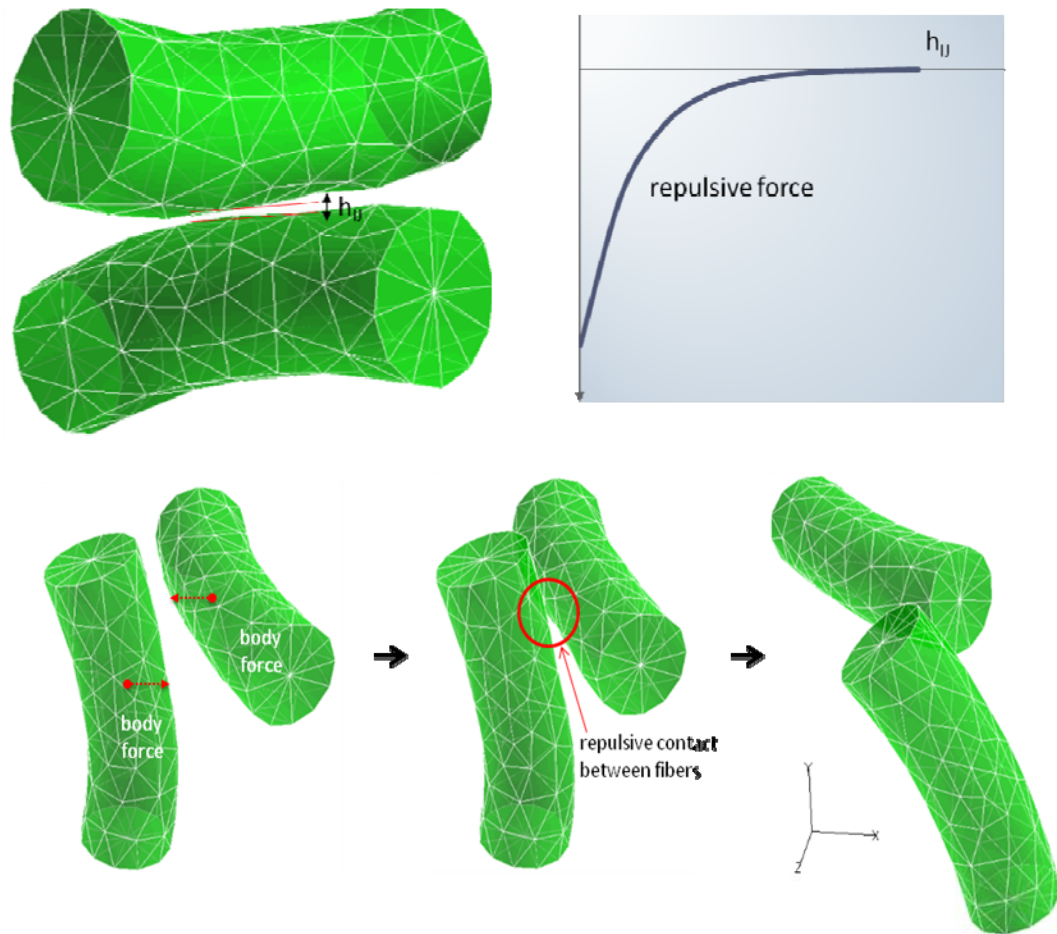 h_IJ
h_IJ
repulsive force
body
force
body
force
repulsive contact
between fibers
Y
X
Z